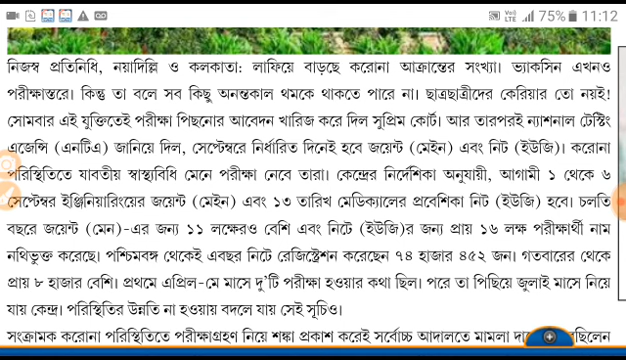 Voi) LTE 75% 11:12
নিজস্ব প্রতিনিধি, নয়াদিল্লি ও কলকাতা: লাফিয়ে বাড়ছে করোনা আক্রান্তের সংখ্যা। ভ্যাকসিন এখনও
পরীক্ষাস্তরে। কিন্তু তা বলে সব কিছু অনন্তকাল থমকে থাকতে পারে না। ছাত্রছাত্রীদের কেরিয়ার তো নয়ই!
সোমবার এই যুক্তিতেই পরীক্ষা পিছনোর আবেদন খারিজ করে দিল সুপ্রিম কোর্ট। আর তারপরই ন্যাশনাল টেস্টিং
এজেন্সি (এনটিএ) জানিয়ে দিল, সেপ্টেম্বরে নির্ধারিত দিনেই হবে জয়েন্ট (মেইন) এবং নিট (ইউজি)। করোনা
পরিস্থিতিতে যাবতীয় স্বাস্থ্যবিধি মেনে পরীক্ষা নেবে তারা। কেন্দ্রের নির্দেশিকা অনুযায়ী, আগামী ১ থেকে ৬
সেপ্টেম্বর ইঞ্জিনিয়ারিংয়ের জয়েন্ট (মেইন) এবং ১৩ তারিখ মেডিক্যালের প্রবেশিকা নিট (ইউজি) হবে। চলতি
বছরে জয়েন্ট (মেন)-এর জন্য ১১ লক্ষেরও বেশি এবং নিটে (ইউজি)র জন্য প্রায় ১৬ লক্ষ পরীক্ষার্থী নাম
নথিভুক্ত করেছে। পশ্চিমবঙ্গ থেকেই এবছর নিটে রেজিস্ট্রেশন করেছেন ৭৪ হাজার ৪৫২ জন। গতবারের থেকে
প্রায় ৮ হাজার বেশি। প্রথমে এপ্রিল-মে মাসে দু'টি পরীক্ষা হওয়ার কথা ছিল। পরে তা পিছিয়ে জুলাই মাসে নিয়ে
যায় কেন্দ্র। পরিস্থিতির উন্নতি না হওয়ায় বদলে যায় সেই সূচিও।
সংক্রামক করোনা পরিস্থিতিতে পরীক্ষাগ্রহণ নিয়ে শঙ্কা প্রকাশ করেই সর্বোচ্চ আদালতে মামলা